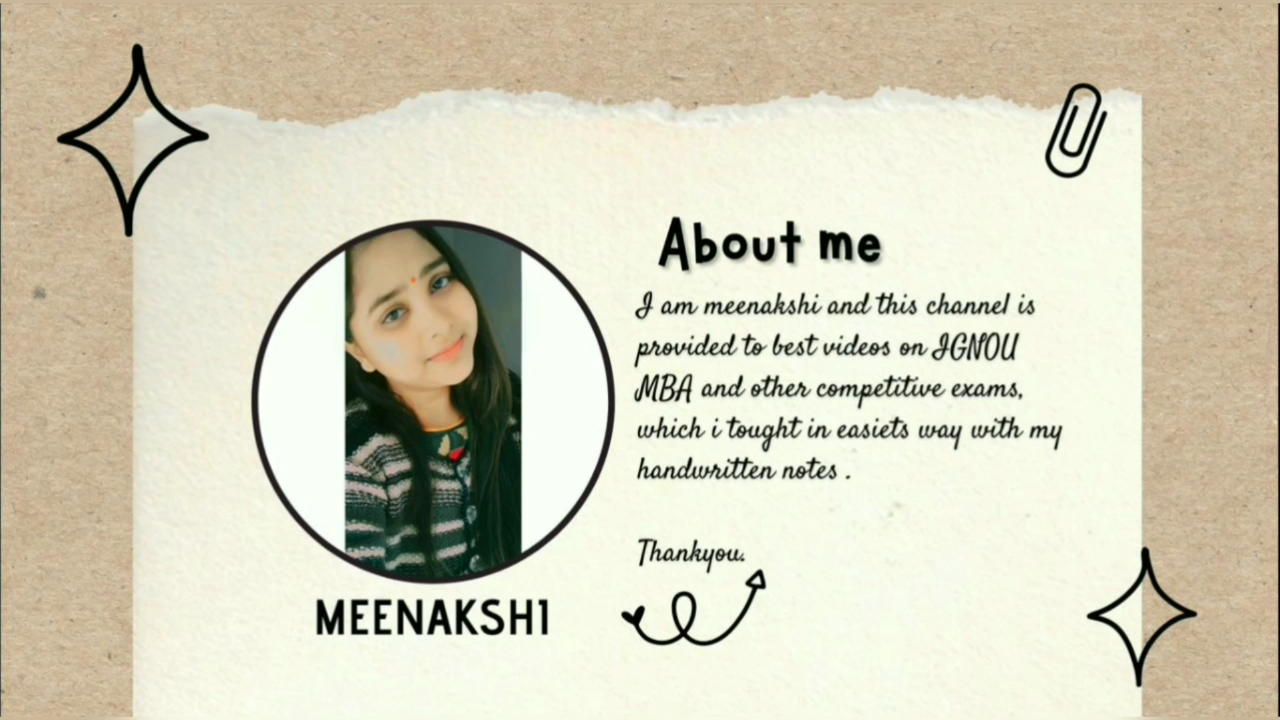 About me
I am meenakshi and this channel is
provided to best videos on IGNOU
MBA and other competitive exams,
which i tought in easiets way with my
handwritten notes .
Thankyou.
MEENAKSHI